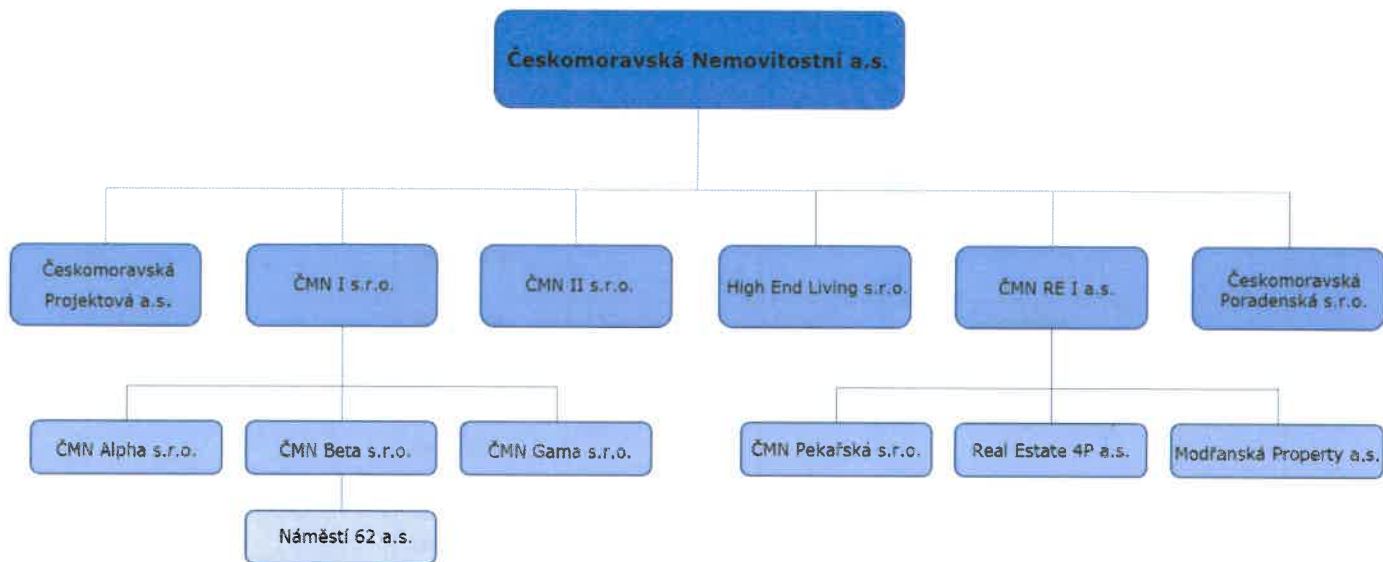 Českomoravská Nemovitostní a.s.
Českomoravská
Projektová a.s.
ČMN I s.r.o.
ČMN II s.r.o.
High End Living s.r.o.
ČMN RE I a.s.
Českomoravská
Poradenská s.r.o.
ČMN Alpha s.r.o.
ČMN Beta s.r.o.
ČMN Gama s.r.o.
ČMN Pekařská s.r.o.
Real Estate 4P a.s.
Modřanská Property a.s.
Náměstí 62 a.s.